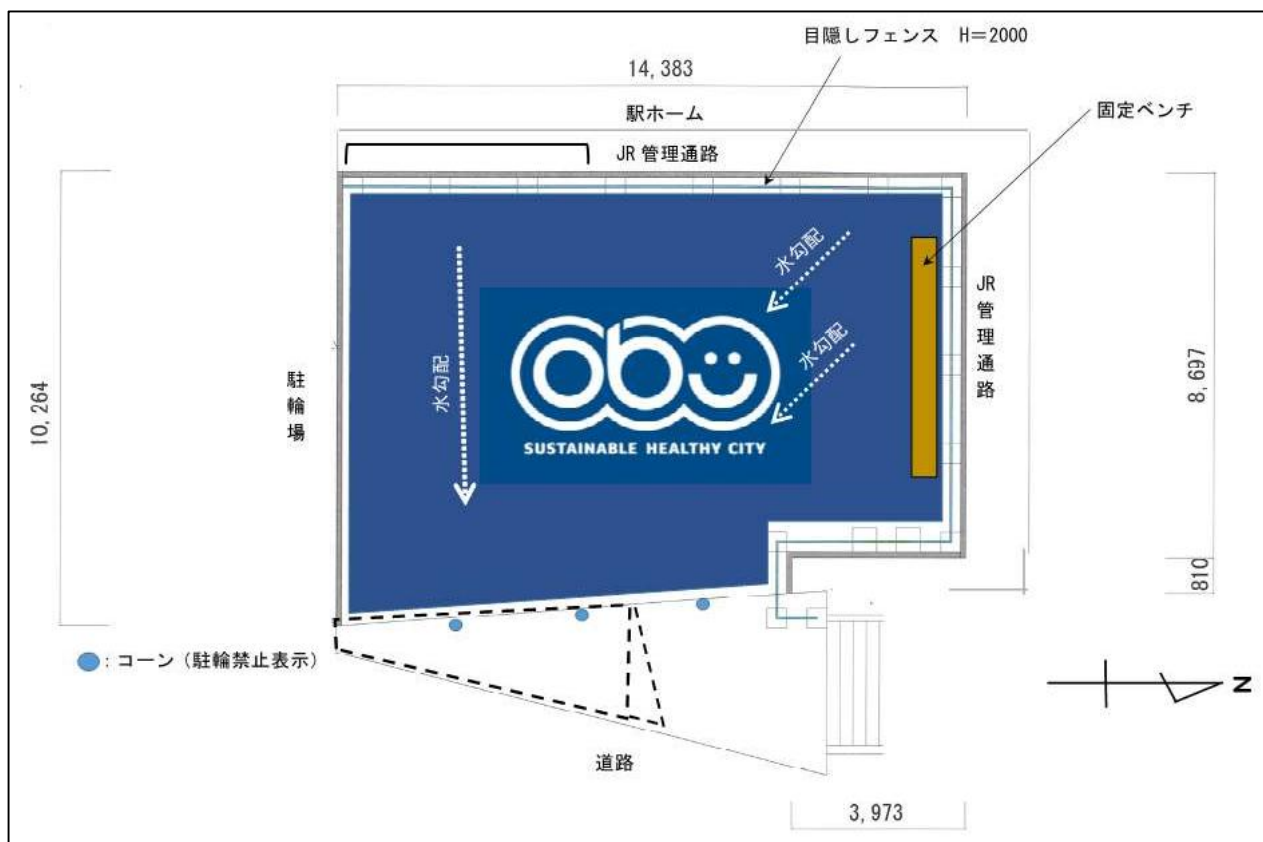 目隠しフェンス H=2000
14,383
駅ホーム
固定ベンチ
JR 管理通路
水勾配
水勾配
水勾配
JR管理通路
obu
SUSTAINABLE HEALTHY CITY
駐輪場
10,264
8,697
810
:コーン(駐輪禁止表示)
N
道路
3,973